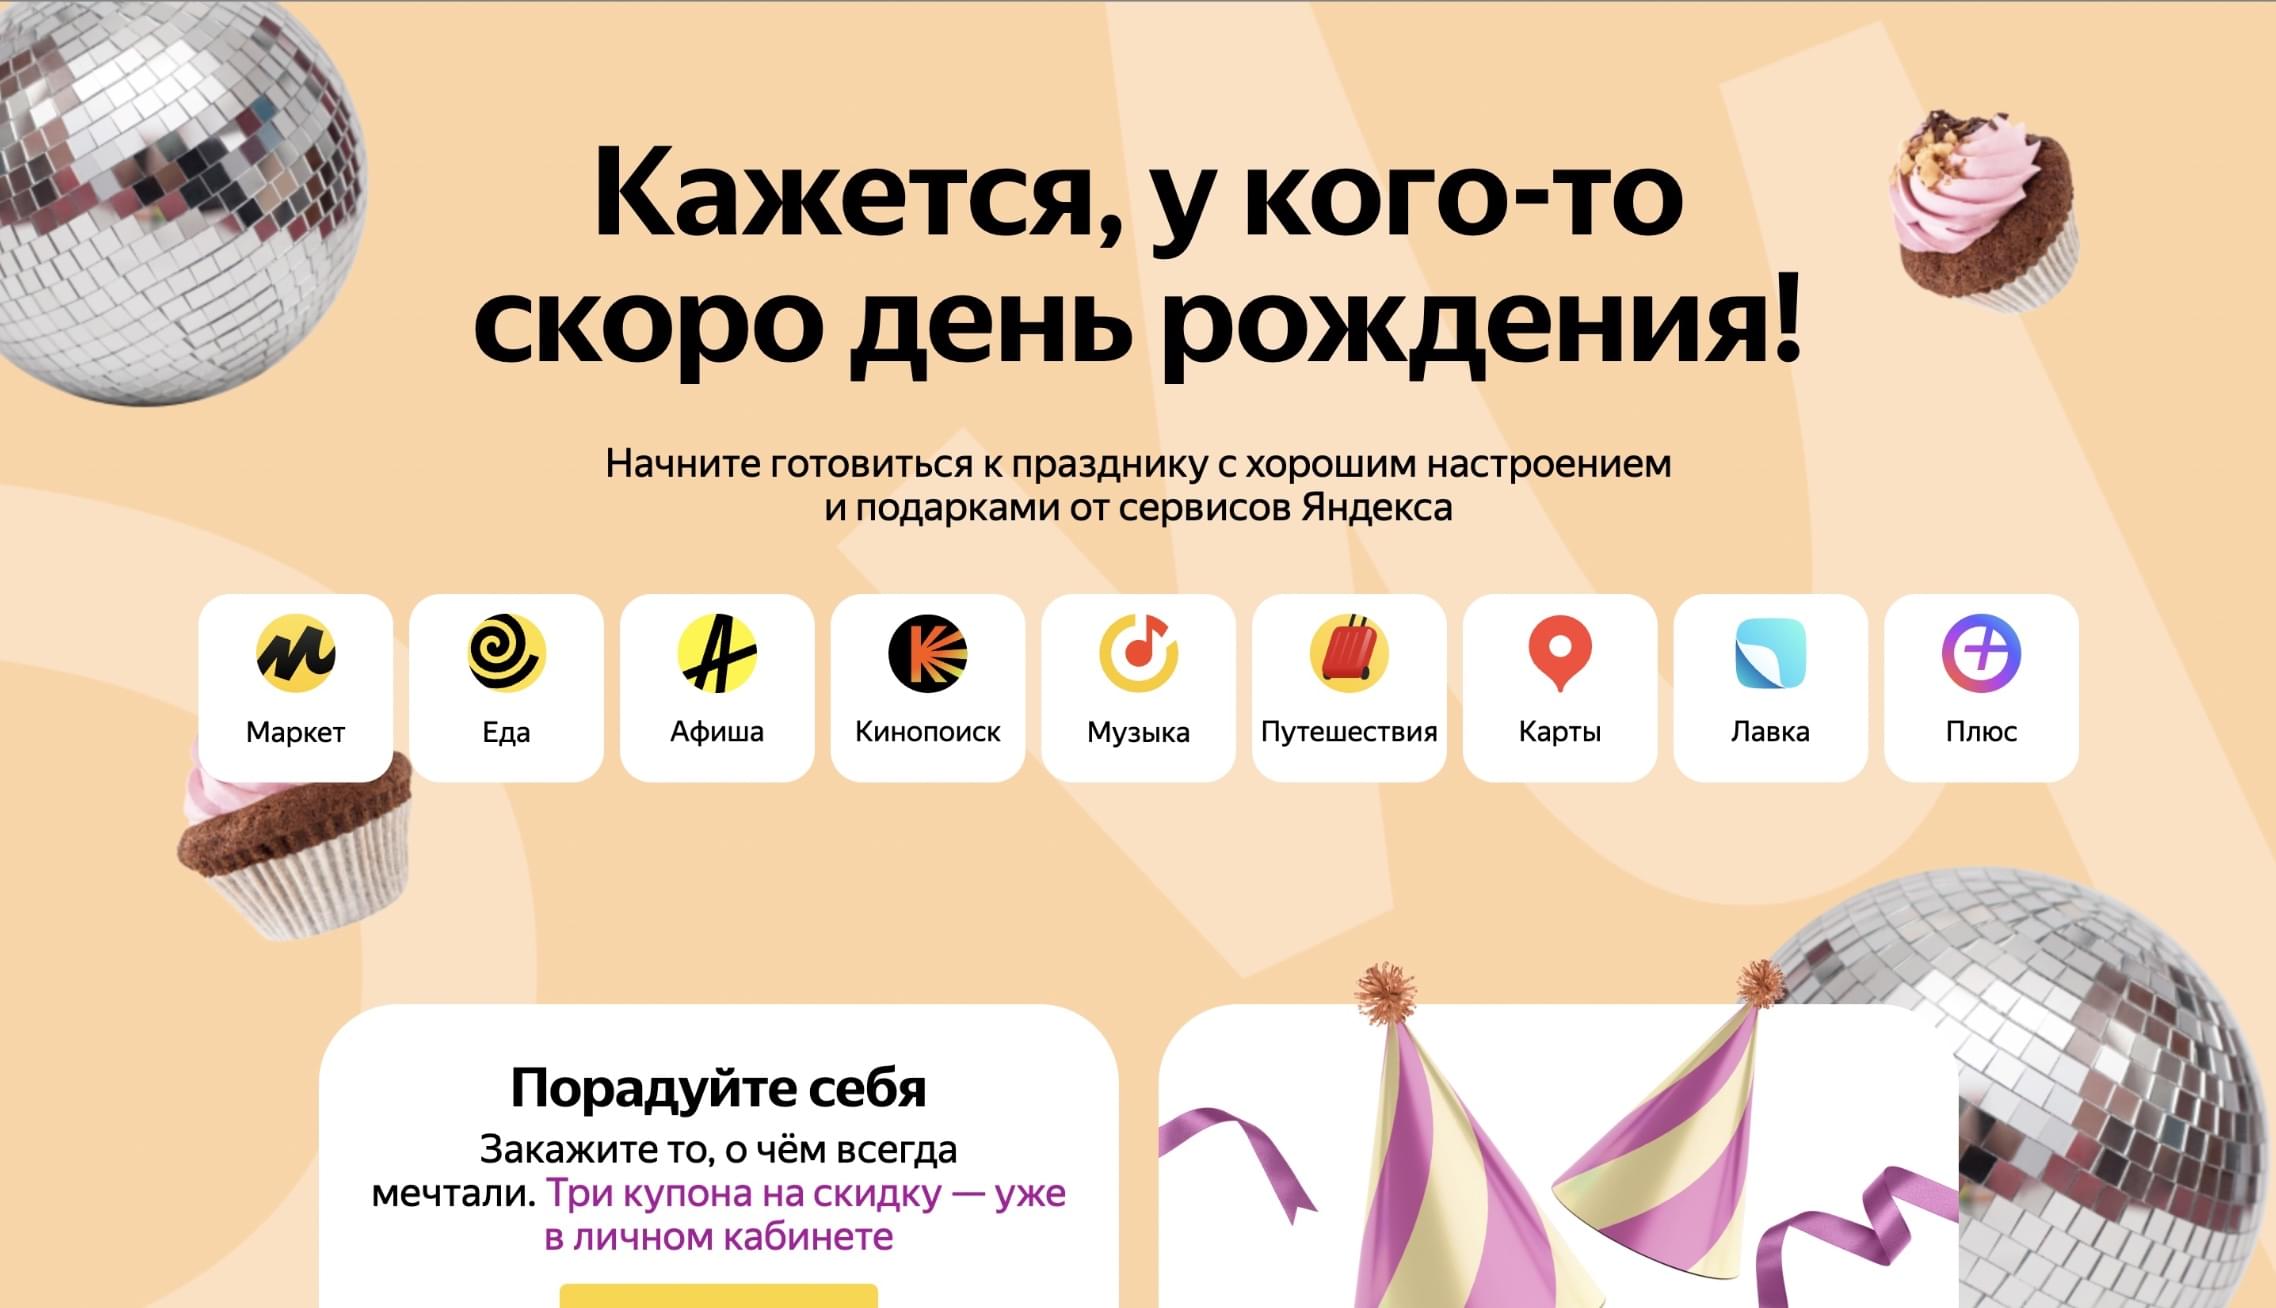 Кажется, у кого-то
скоро день рождения!
Начните готовиться к празднику с хорошим настроением
и подарками от сервисов Яндекса
Маркет
Еда
Афиша
Кинопоиск
Музыка
Путешествия
Карты
Лавка
Плюс
Порадуйте себя
Закажите то, о чём всегда
мечтали. Три купона на скидку — уже
в личном кабинете